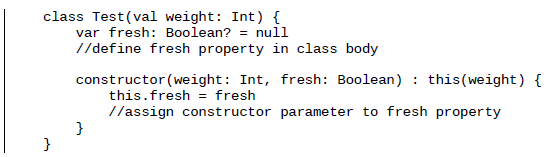 class Test(val weight: Int) {
    var fresh: Boolean? = null
    //define fresh property in class body

    constructor(weight: Int, fresh: Boolean) : this(weight) {
        this.fresh = fresh
        //assign constructor parameter to fresh property
    }
}